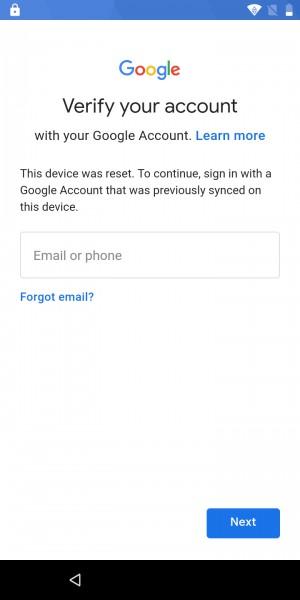 Google
Verify your account
with your Google Account. Learn more
This device was reset. To continue, sign in with a
Google Account that was previously synced on
this device.
Email or phone
Forgot email?
Next